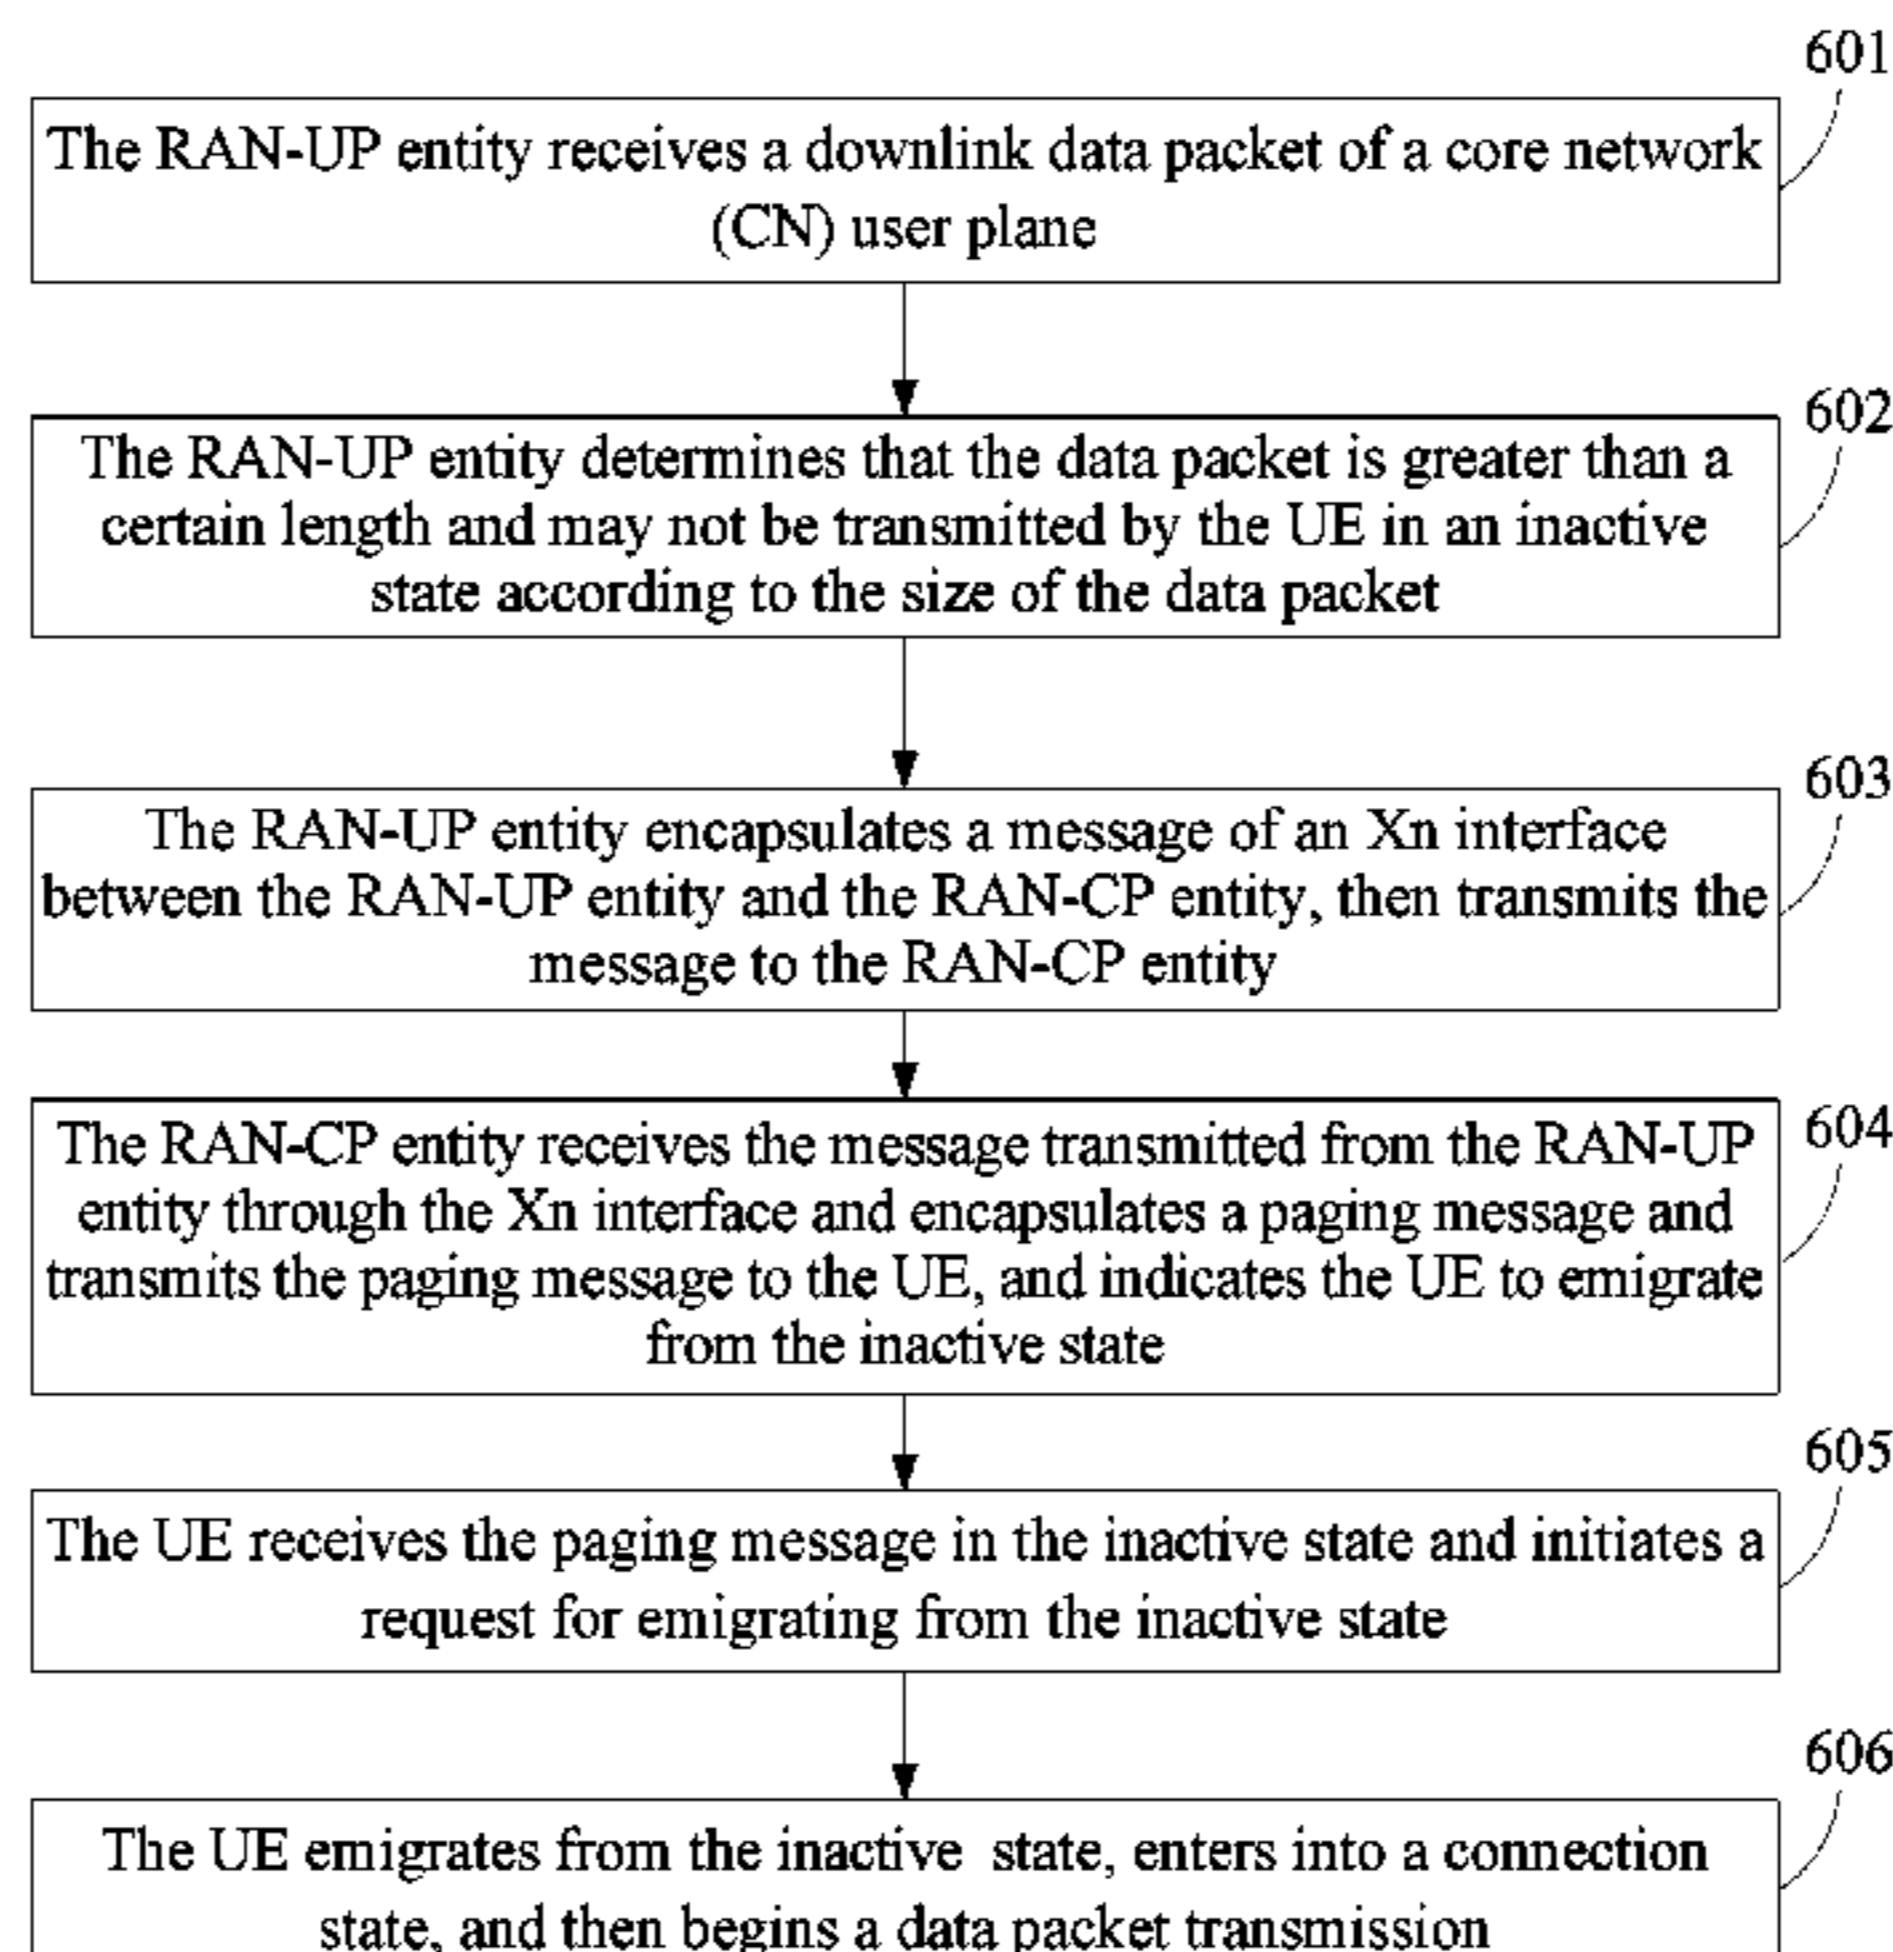 601
The RAN-UP entity receives a downlink data packet of a core network
(CN) user plane
602
The RAN-UP entity determines that the data packet is greater than a
certain length and may not be transmitted by the UE in an inactive
state according to the size of the data packet
603
The RAN-UP entity encapsulates a message of an Xn interface
between the RAN-UP entity and the RAN-CP entity, then transmits the
message to the RAN-CP entity
604
The RAN-CP entity receives the message transmitted from the RAN-UP
entity through the Xn interface and encapsulates a paging message and
transmits the paging message to the UE, and indicates the UE to emigrate
from the inactive state
605
The UE receives the paging message in the inactive state and initiates a
request for emigrating from the inactive state
606
The UE emigrates from the inactive state, enters into a connection
state, and then begins a data packet transmission